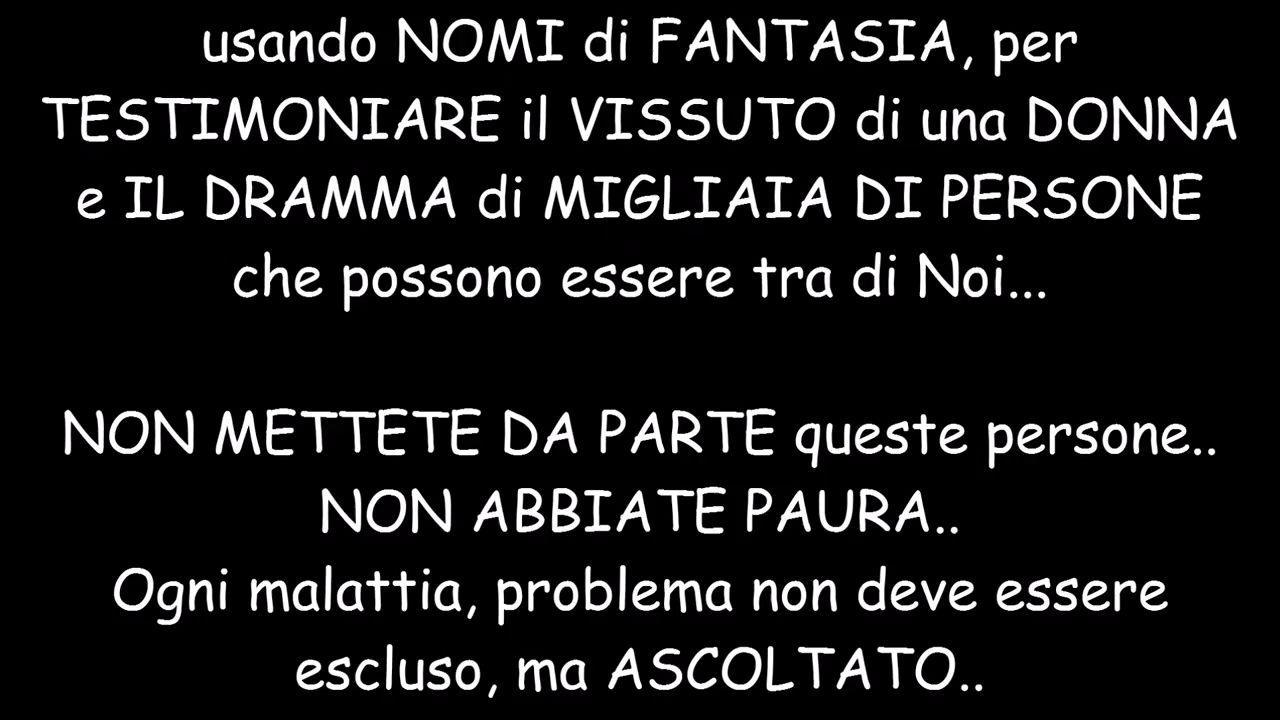 usando NOMI di FANTASIA, per
TESTIMONIARE il VISSUTO di una DONNA
e IL DRAMMA di MIGLIAIA DI PERSONE
che possono essere tra di Noi...
NON METTETE DA PARTE queste persone..
NON ABBIATE PAURA..
Ogni malattia, problema non deve essere
escluso, ma ASCOLTATO..